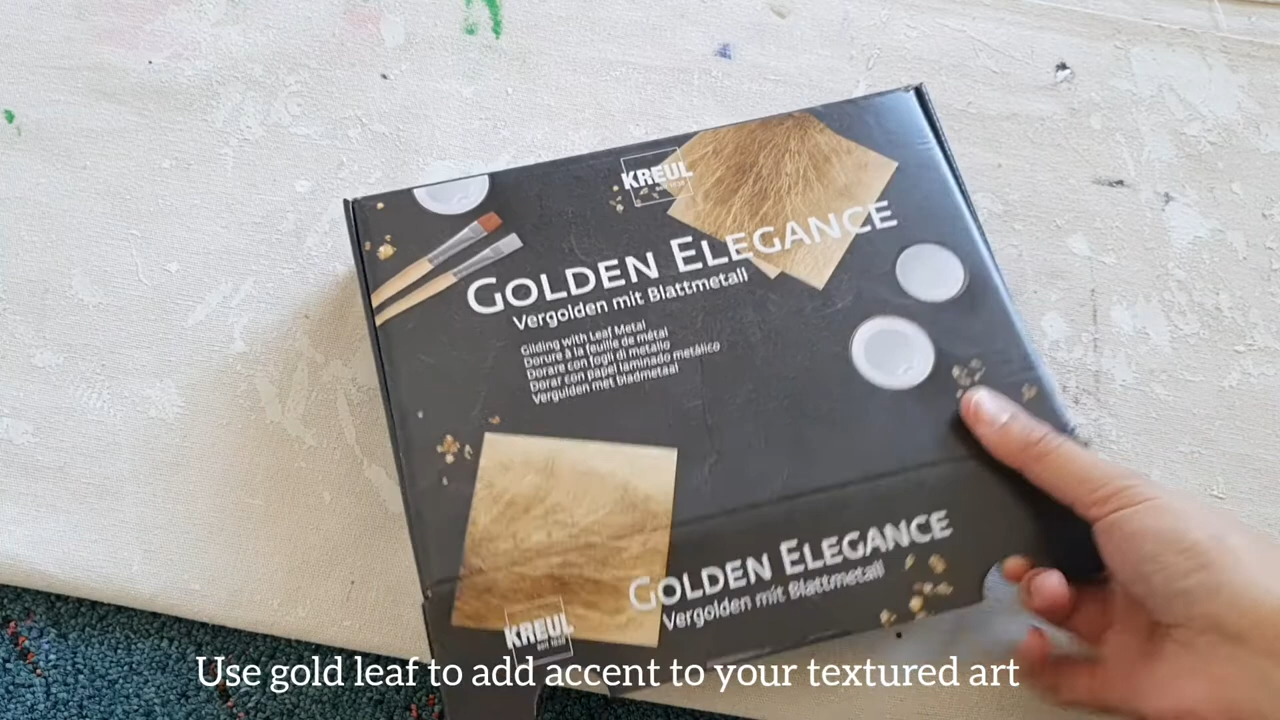 KREUL
GOLDEN ELEGANCE
Vergolden mit Blattmetall
Gilding with Leaf Metal
Dorure à la feuille de métal
Dorare con fogli di metallo
Dorar con papel laminado metálico
Vergulden met bladmetaal
GOLDEN ELEGANCE
Vergolden mit Blattmetall
KREUL
seit 1838
Use gold leaf to add accent to your textured art